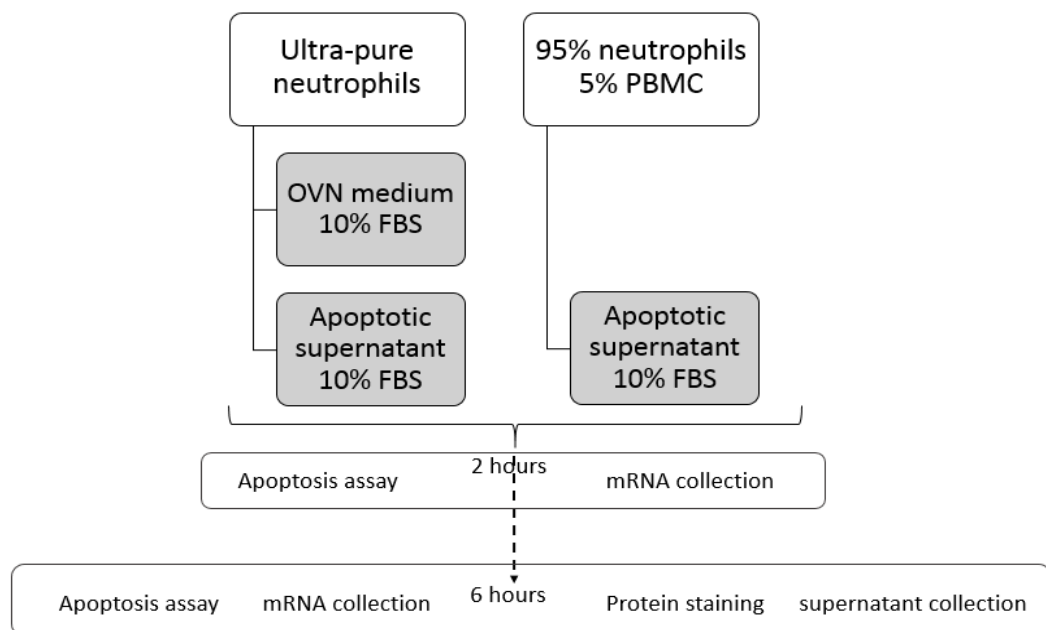 Ultra-pure
neutrophils
95% neutrophils
5% PBMC
OVN medium
10% FBS
Apoptotic
supernatant
10% FBS
Apoptotic
supernatant
10% FBS
2 hours
Apoptosis assay
mRNA collection
6 hours
Apoptosis assay
mRNA collection
Protein staining
supernatant collection